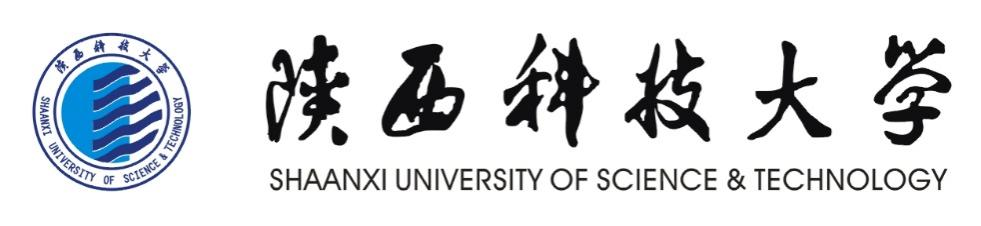 陕西科技大学
SHAANXI UNIVERSITY OF SCIENCE & TECHNOLOGY
陕西科技大学
SHAANXI UNIVERSITY OF SCIENCE & TECHNOLOGY